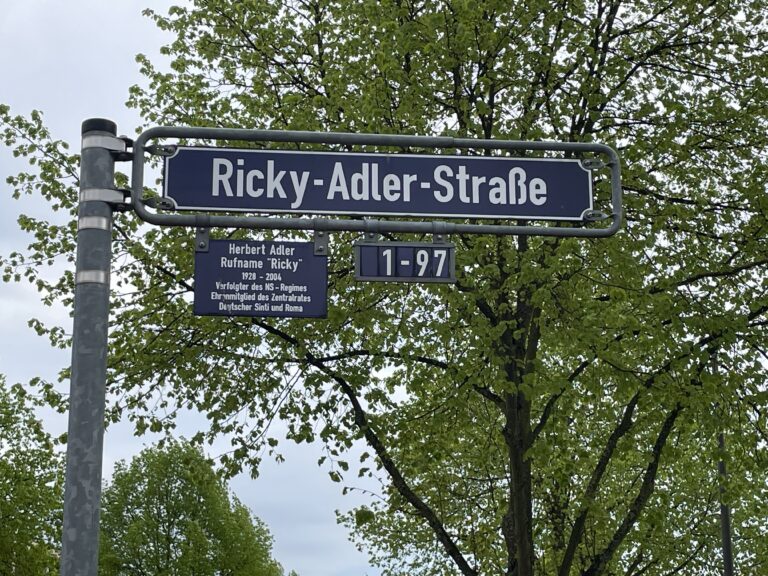 Ricky-Adler-Straße
Herbert Adler
Rufname "Ricky"
1928 - 2004
Verfolgter des NS - Regimes
Ehrenmitglied des Zentralrates
Deutscher Sinti und Roma
1-97